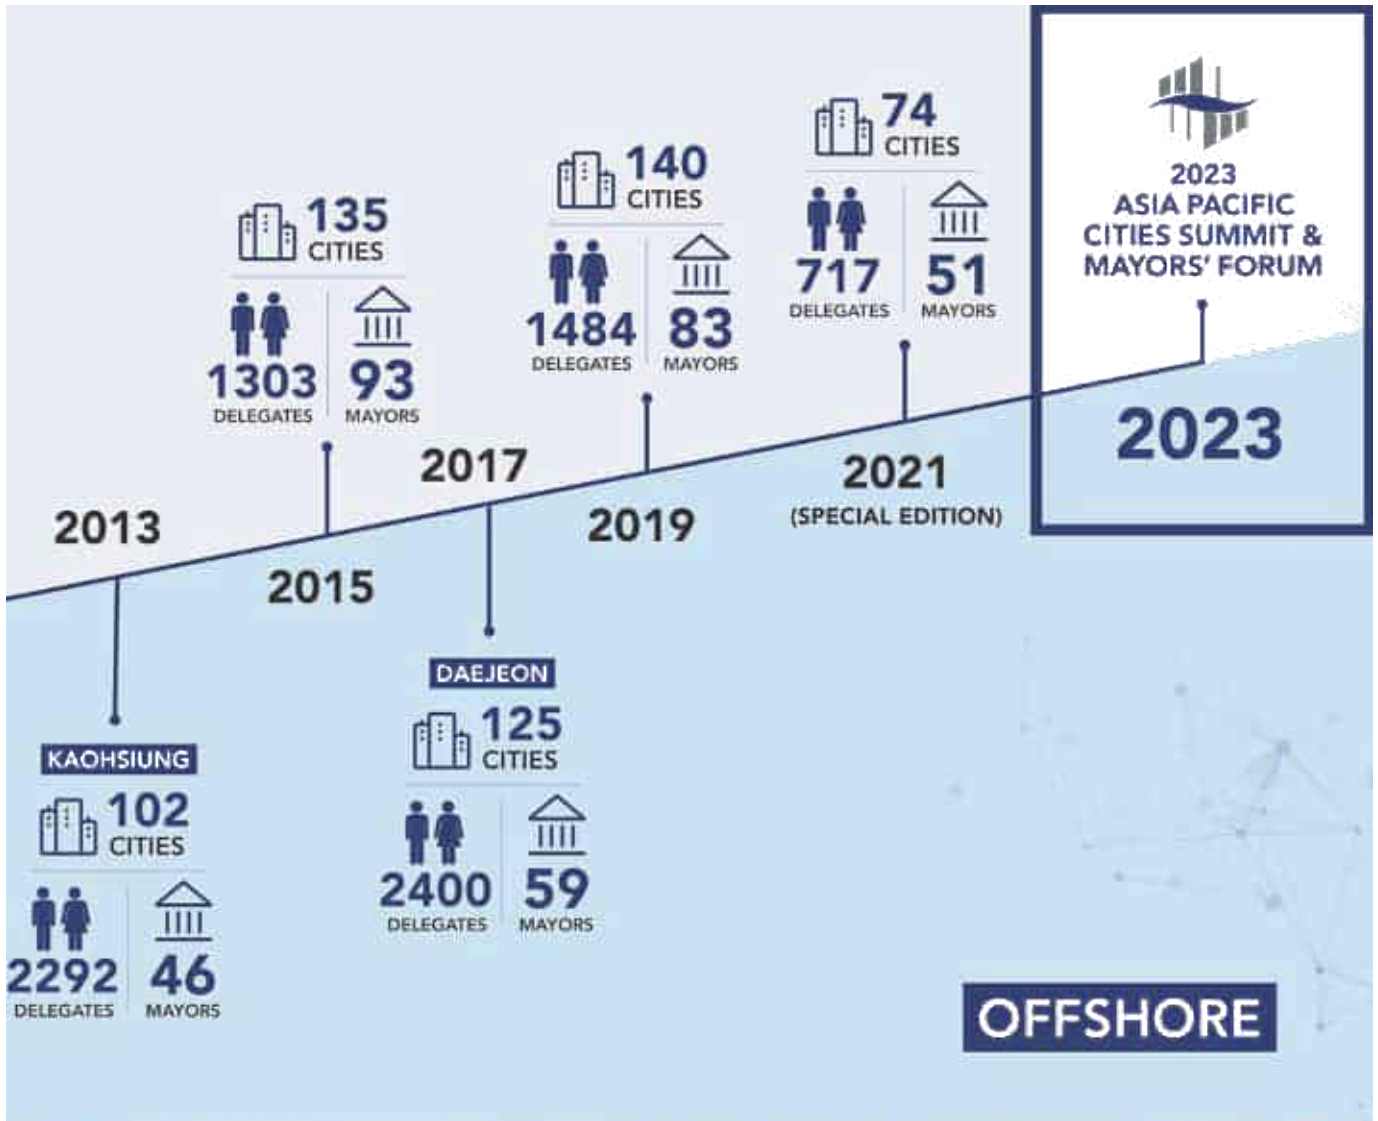 2013
KAOHSIUNG
102
CITIES
2292
DELEGATES
46
MAYORS
135
CITIES
1303
DELEGATES
93
MAYORS
2015
2017
DAEJEON
125
CITIES
2400
DELEGATES
59
MAYORS
140
CITIES
1484
DELEGATES
83
MAYORS
2019
74
CITIES
717
DELEGATES
51
MAYORS
2021
(SPECIAL EDITION)
2023
ASIA PACIFIC
CITIES SUMMIT &
MAYORS' FORUM
2023
OFFSHORE